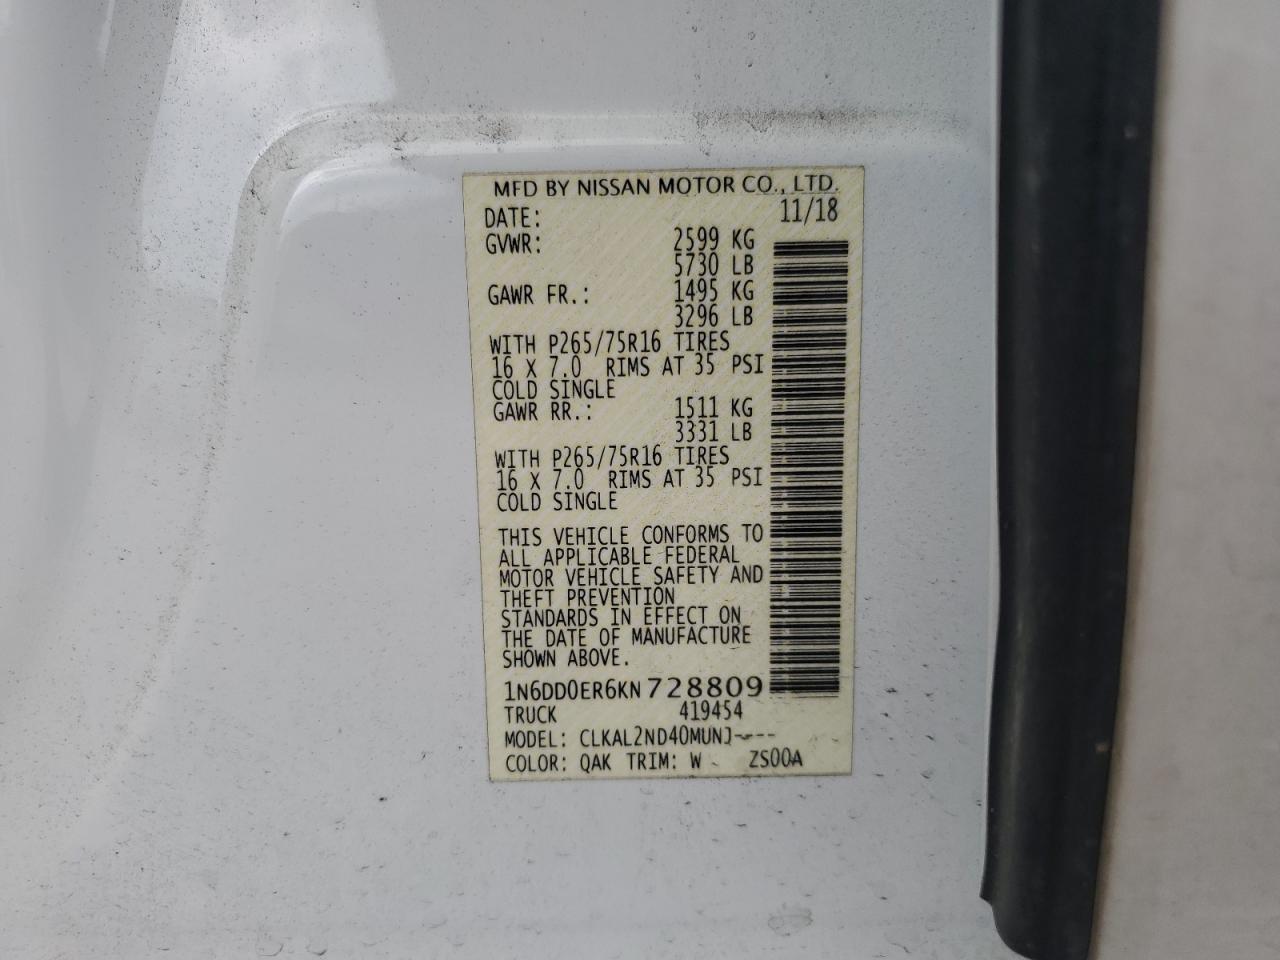 MFD BY NISSAN MOTOR CO., LTD.
DATE: 11/18
GVWR: 2599 KG
5730 LB
GAWR FR.: 1495 KG
3296 LB
WITH P265/75R16 TIRES
16 X 7.0 RIMS AT 35 PSI
COLD SINGLE
GAWR RR.: 1511 KG
3331 LB
WITH P265/75R16 TIRES
16 X 7.0 RIMS AT 35 PSI
COLD SINGLE
THIS VEHICLE CONFORMS TO
ALL APPLICABLE FEDERAL
MOTOR VEHICLE SAFETY AND
THEFT PREVENTION
STANDARDS IN EFFECT ON
THE DATE OF MANUFACTURE
SHOWN ABOVE.
1N6DD0ER6KN728809
TRUCK 419454
MODEL: CLKAL2ND40MUNJ----
COLOR: QAK TRIM: W ZS00A